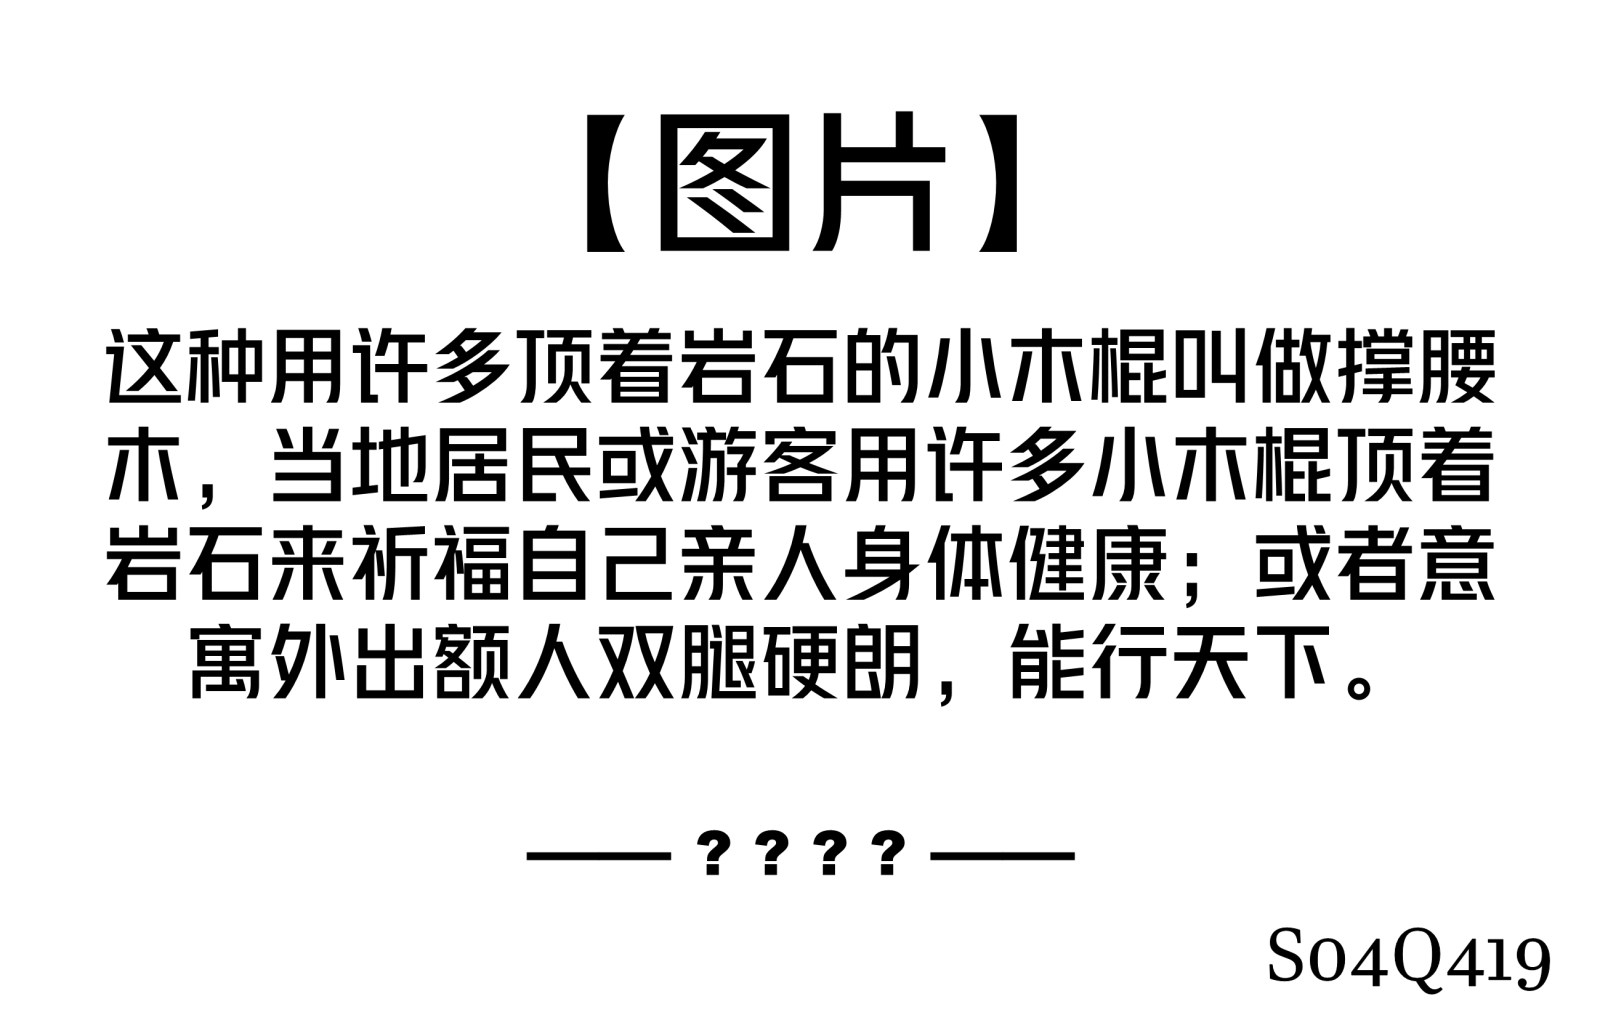 【图片】
这种用许多顶着岩石的小木棍叫做撑腰
木，当地居民或游客用许多小木棍顶着
岩石来祈福自己亲人身体健康；或者意
寓外出额人双腿硬朗，能行天下。
——????——
S04Q419